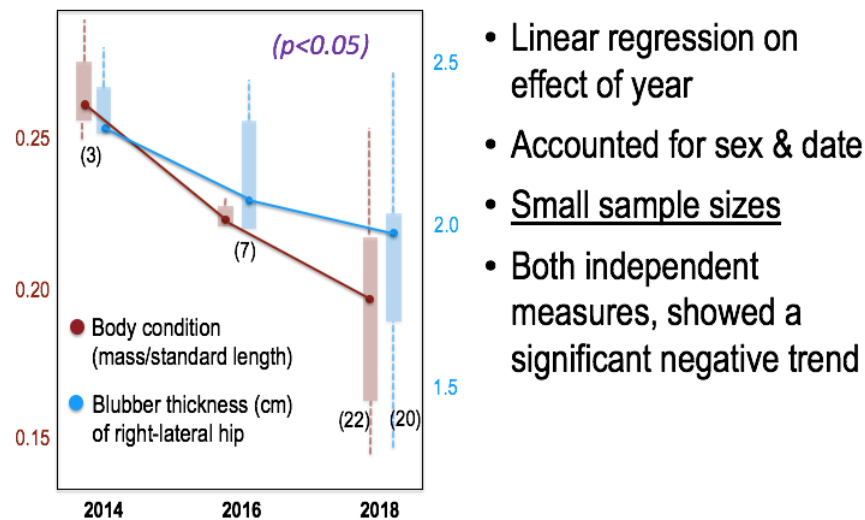 (p<0.05)
0.25
0.20
0.15
2.5
2.0
1.5
(3)
(7)
(22)
(20)
Body condition
(mass/standard length)
Blubber thickness (cm)
of right-lateral hip
2014
2016
2018
• Linear regression on
effect of year
• Accounted for sex & date
• Small sample sizes
• Both independent
measures, showed a
significant negative trend